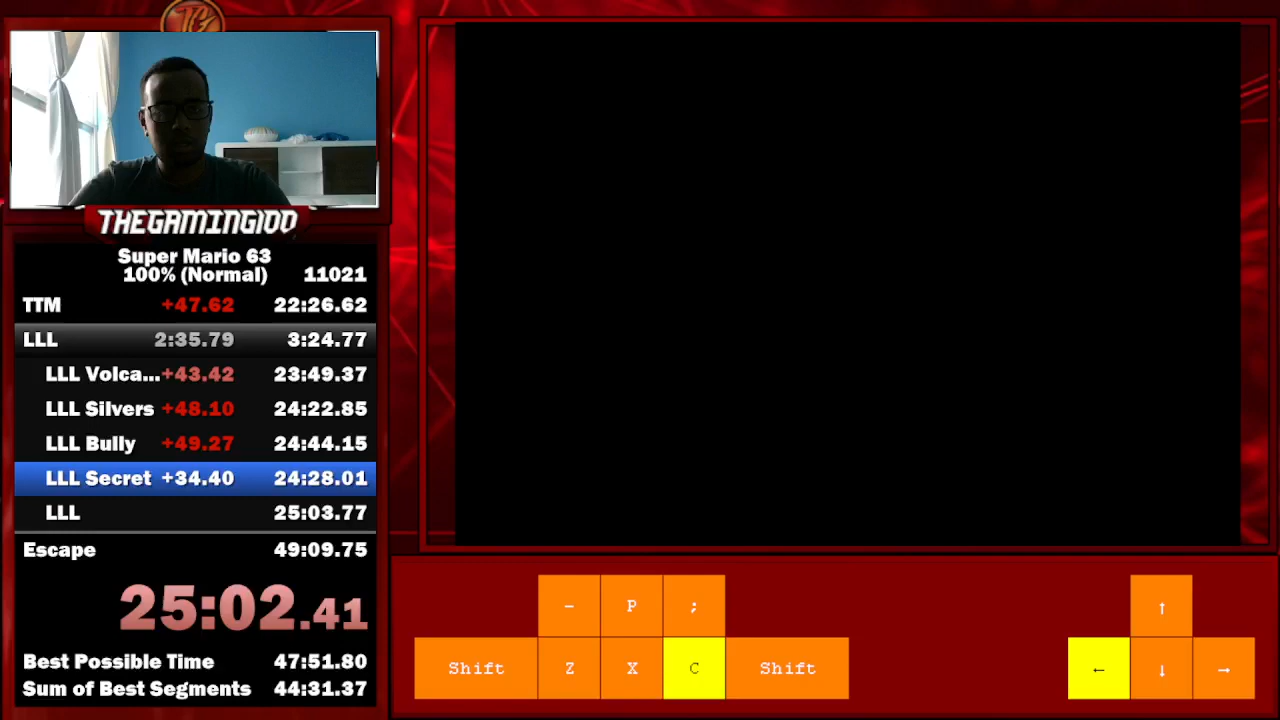 TG
THEGAMING100
Super Mario 63
100% (Normal) 11021
TTM +47.62 22:26.62
LLL 2:35.79 3:24.77
LLL Volca...+43.42 23:49.37
LLL Silvers +48.10 24:22.85
LLL Bully +49.27 24:44.15
LLL Secret +34.40 24:28.01
LLL 25:03.77
Escape 49:09.75
25:02.41
Best Possible Time 47:51.80
Sum of Best Segments 44:31.37
- P ; ↑
Shift Z X C Shift ← ↓ →